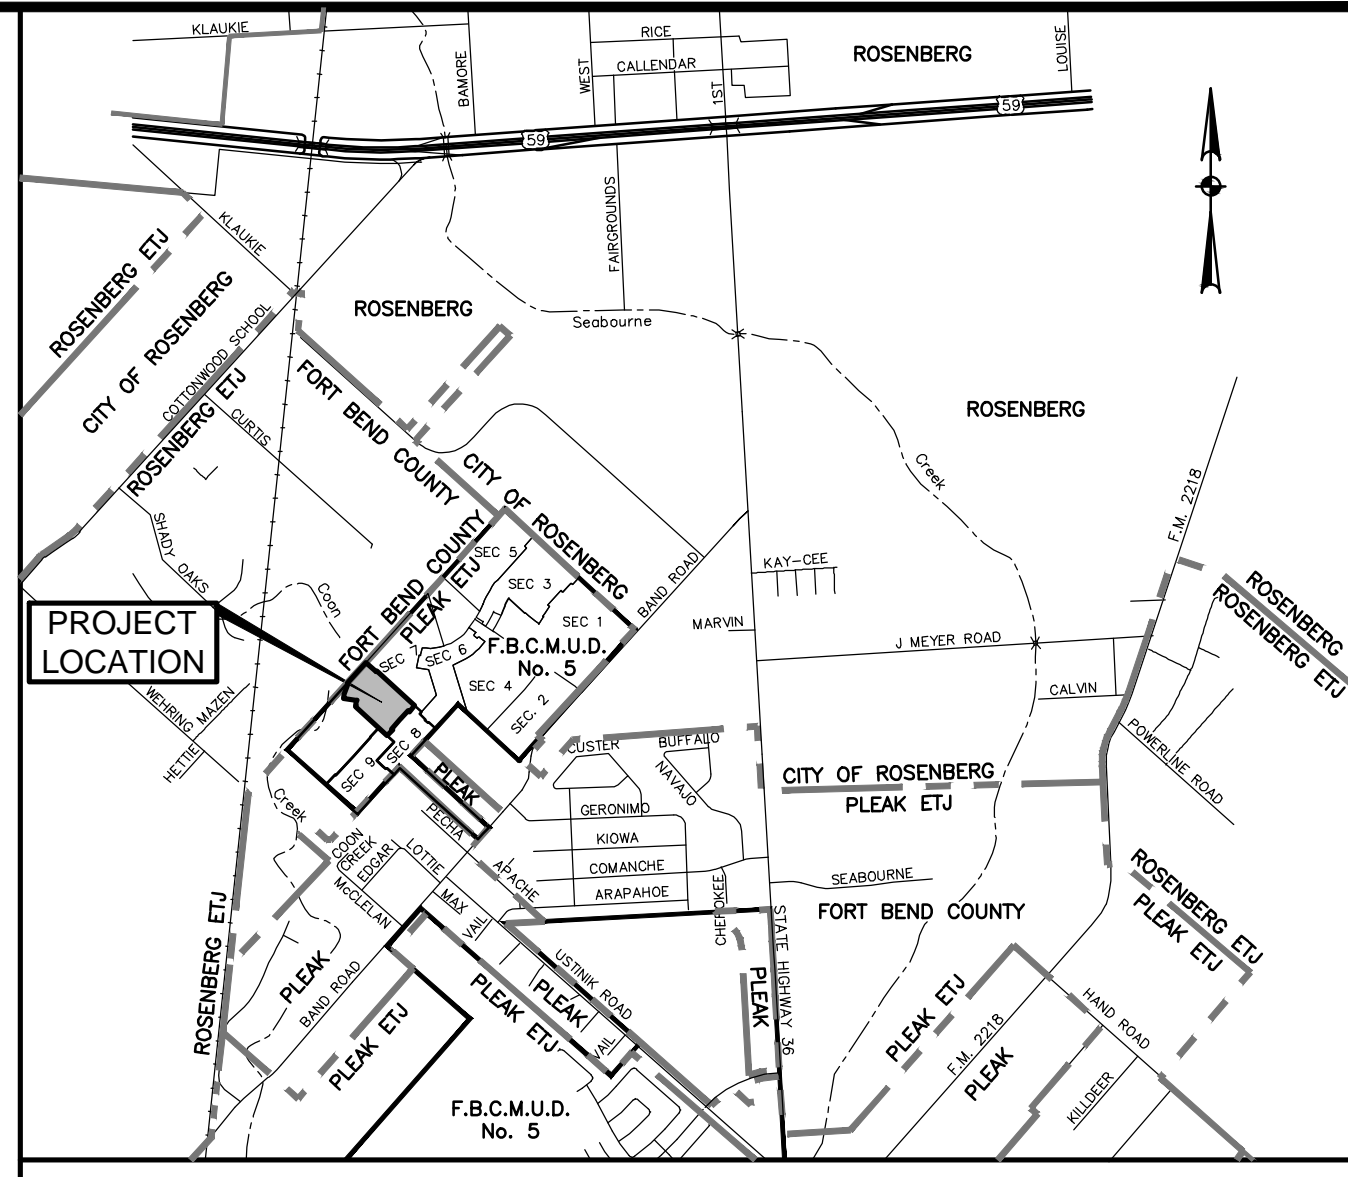 KLAUKIE
BAMORE
WEST
RICE
CALLENDAR
1ST
ROSENBERG
LOUISE
59
59
FAIRGROUNDS
KLAUKIE
ROSENBERG ETJ
CITY OF ROSENBERG
COTTONWOOD SCHOOL
ROSENBERG ETJ
CURTIS
ROSENBERG
Seabourne
ROSENBERG
Creek
F.M. 2218
FORT BEND COUNTY
CITY OF ROSENBERG
SHADY OAKS
Coon
FORT BEND COUNTY
PLEAK ETJ
SEC 5
SEC 3
SEC 1
BAND ROAD
KAY-CEE
MARVIN
J MEYER ROAD
CALVIN
ROSENBERG
ROSENBERG ETJ
PROJECT
LOCATION
SEC 7
SEC 6
F.B.C.M.U.D.
No. 5
SEC 4
SEC. 2
SEC 8
SEC 9
WEHRING
MAZEN
HETTIE
POWERLINE ROAD
CUSTER
BUFFALO
NAVAJO
CITY OF ROSENBERG
PLEAK ETJ
PLEAK
PECHA
Creek
GERONIMO
KIOWA
COMANCHE
ARAPAHOE
CHEROKEE
SEABOURNE
FORT BEND COUNTY
COON
CREEK
EDGAR
LOTTIE
McCLELAN
MAX
APACHE
VAIL
ROSENBERG ETJ
PLEAK ETJ
ROSENBERG ETJ
PLEAK
BAND ROAD
PLEAK ETJ
PLEAK ETJ
PLEAK
USTINIK ROAD
VAIL
PLEAK
STATE HIGHWAY 36
PLEAK ETJ
F.M. 2218
PLEAK
HAND ROAD
KILLDEER
F.B.C.M.U.D.
No. 5